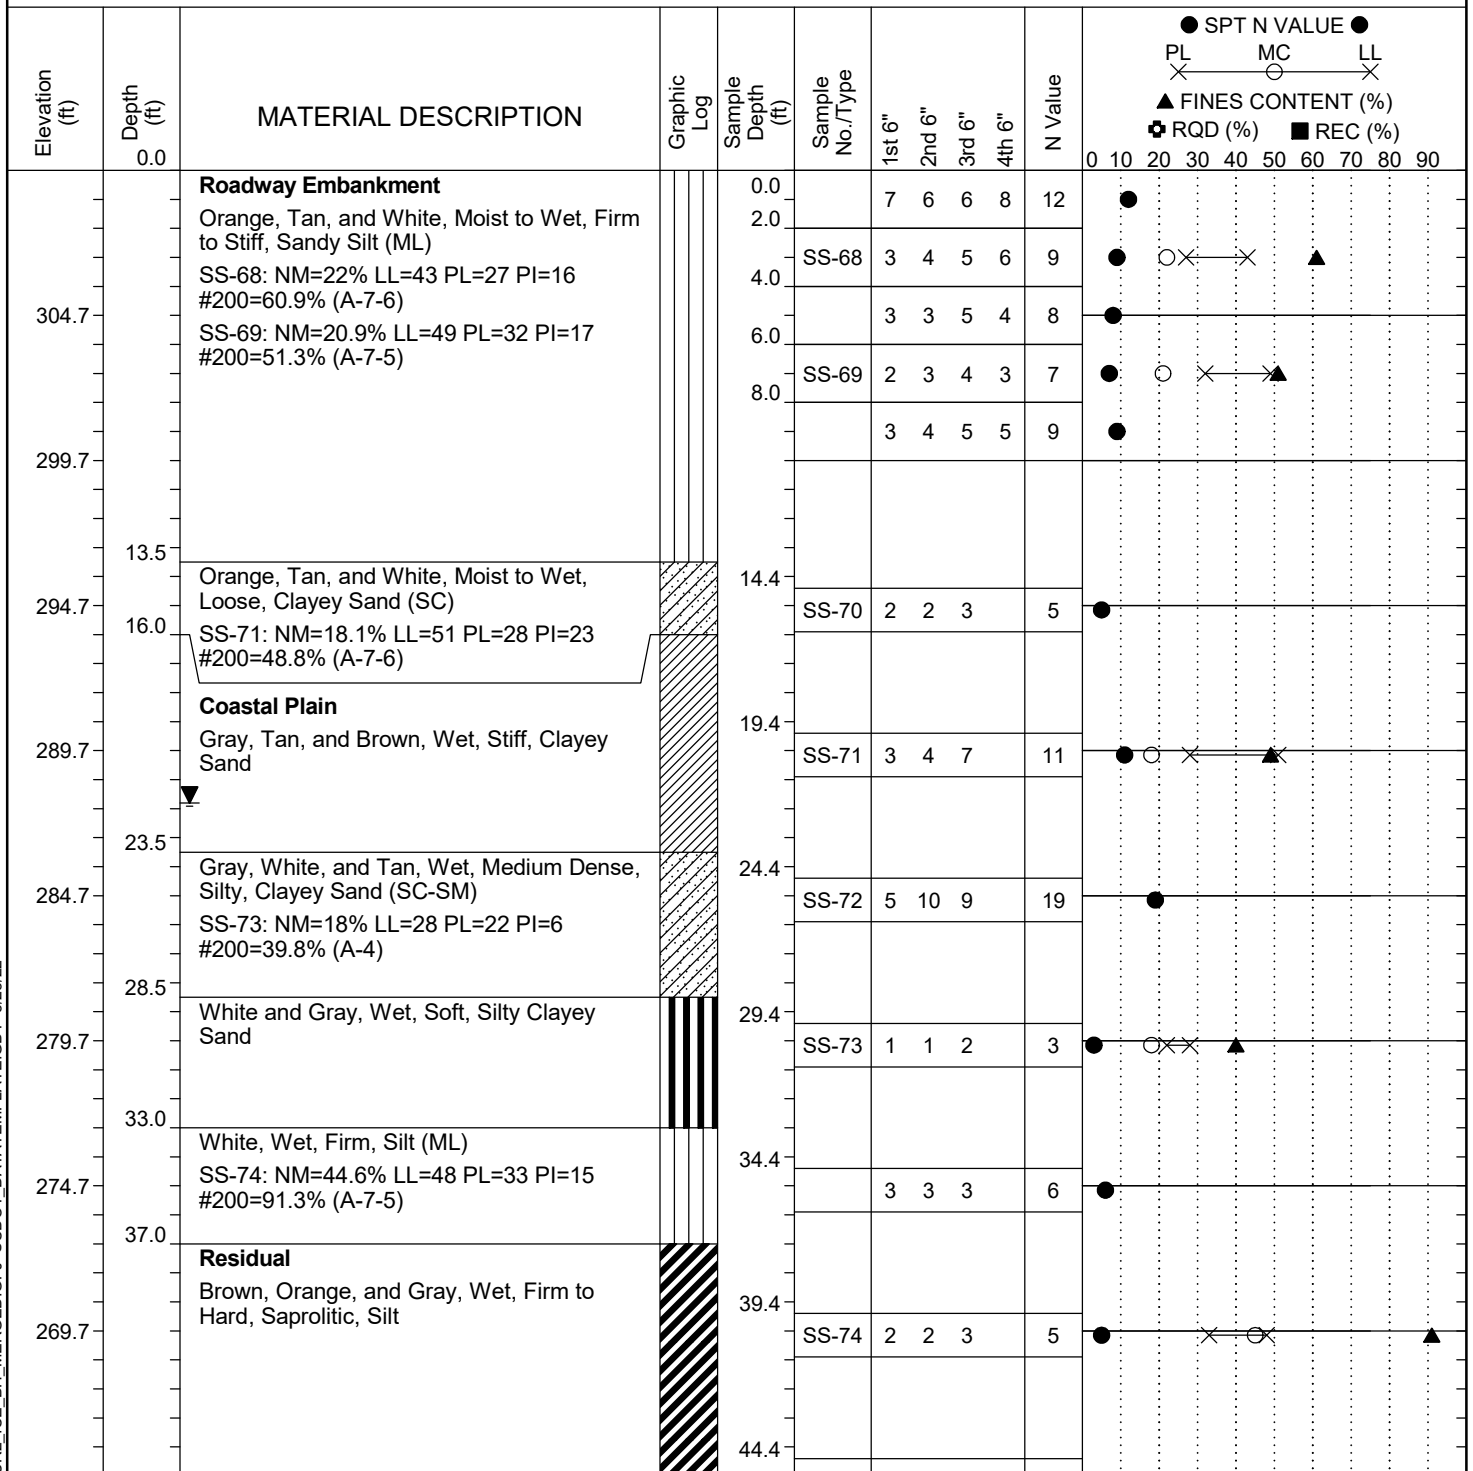 ● SPT N VALUE ●
PL MC LL
▲ FINES CONTENT (%)
RQD (%) ■ REC (%)
Elevation (ft) Depth (ft) MATERIAL DESCRIPTION Graphic Log Sample Depth (ft) Sample No./Type 1st 6" 2nd 6" 3rd 6" 4th 6" N Value
0.0 0 10 20 30 40 50 60 70 80 90
Roadway Embankment 0.0
7 6 6 8 12
Orange, Tan, and White, Moist to Wet, Firm 2.0
to Stiff, Sandy Silt (ML)
SS-68 3 4 5 6 9
SS-68: NM=22% LL=43 PL=27 PI=16 4.0
#200=60.9% (A-7-6)
304.7 3 3 5 4 8
SS-69: NM=20.9% LL=49 PL=32 PI=17 6.0
#200=51.3% (A-7-5)
SS-69 2 3 4 3 7
8.0
3 4 5 5 9
299.7
13.5
Orange, Tan, and White, Moist to Wet, 14.4
Loose, Clayey Sand (SC)
294.7 SS-70 2 2 3 5
16.0
SS-71: NM=18.1% LL=51 PL=28 PI=23
#200=48.8% (A-7-6)
Coastal Plain
19.4
Gray, Tan, and Brown, Wet, Stiff, Clayey
289.7 SS-71 3 4 7 11
Sand
23.5
Gray, White, and Tan, Wet, Medium Dense, 24.4
Silty, Clayey Sand (SC-SM)
284.7 SS-72 5 10 9 19
SS-73: NM=18% LL=28 PL=22 PI=6
#200=39.8% (A-4)
28.5
White and Gray, Wet, Soft, Silty Clayey 29.4
Sand
279.7 SS-73 1 1 2 3
33.0
White, Wet, Firm, Silt (ML)
34.4
SS-74: NM=44.6% LL=48 PL=33 PI=15
274.7 3 3 3 6
#200=91.3% (A-7-5)
37.0
Residual
Brown, Orange, and Gray, Wet, Firm to 39.4
Hard, Saprolitic, Silt
269.7 SS-74 2 2 3 5
44.4